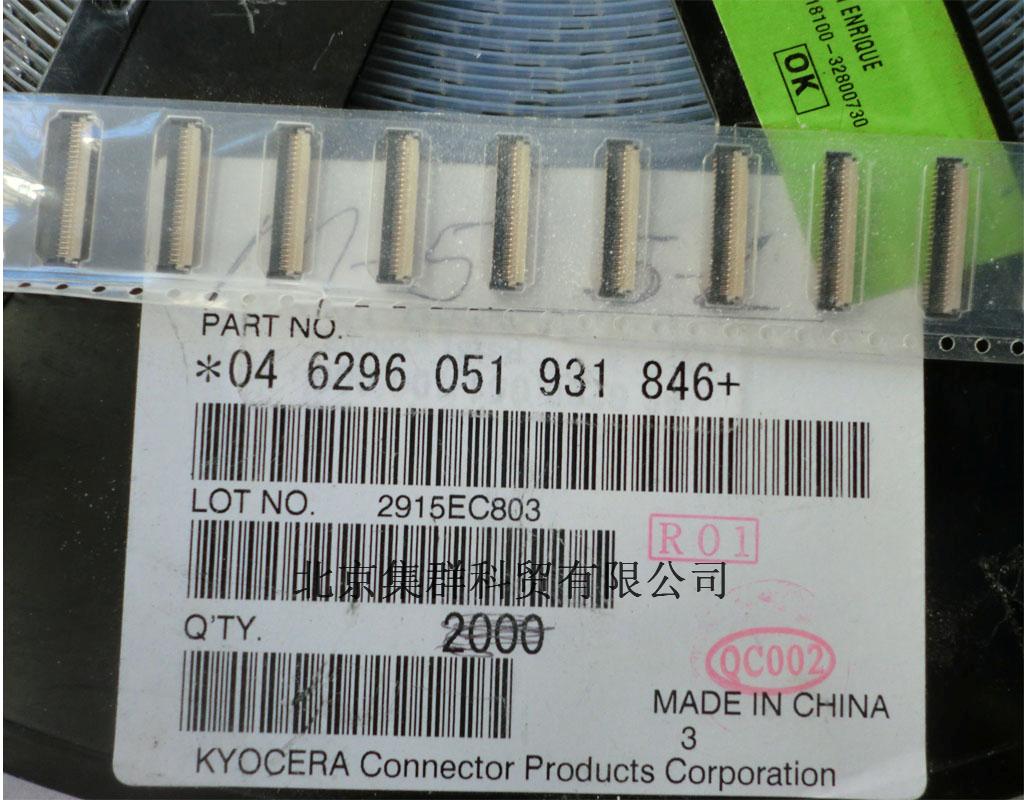 ENRIQUE
18100-32800730
OK
PART NO.
*04 6296 051 931 846+
LOT NO. 2915EC803
R01
北京集群科贸有限公司
Q'TY. 2000
QC002
MADE IN CHINA
3
KYOCERA Connector Products Corporation